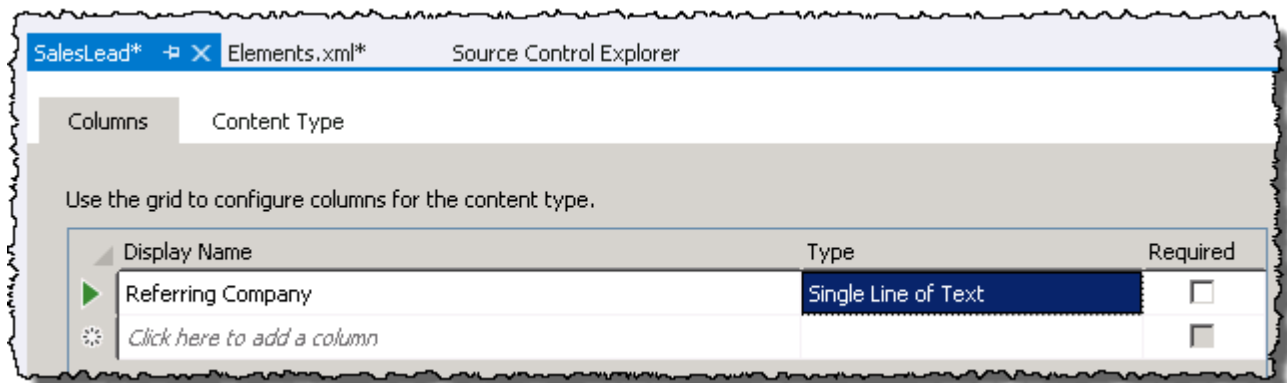 SalesLead* Elements.xml* Source Control Explorer
Columns Content Type
Use the grid to configure columns for the content type.
Display Name Type Required
Referring Company Single Line of Text
Click here to add a column